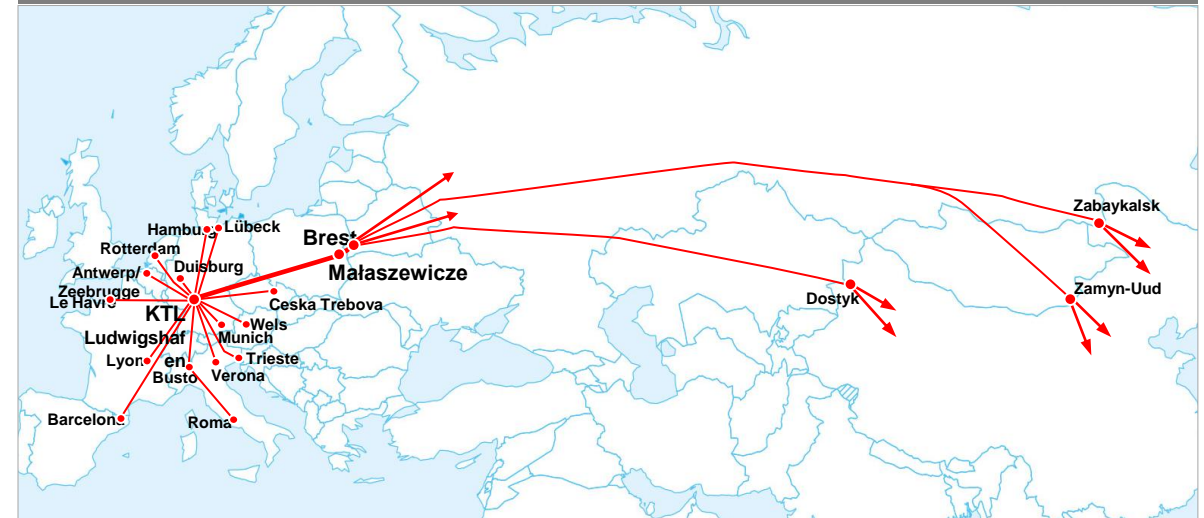 Zabaykalsk
Hamburg
Lübeck
Brest
Rotterdam
Duisburg
Małaszewicze
Antwerp/
Zeebrugge
Zamyn-Uud
Le Havre
Dostyk
Ceska Trebova
KTL
Ludwigshaf
en
Wels
Munich
Lyon
Trieste
Busto
Verona
Barcelona
Roma